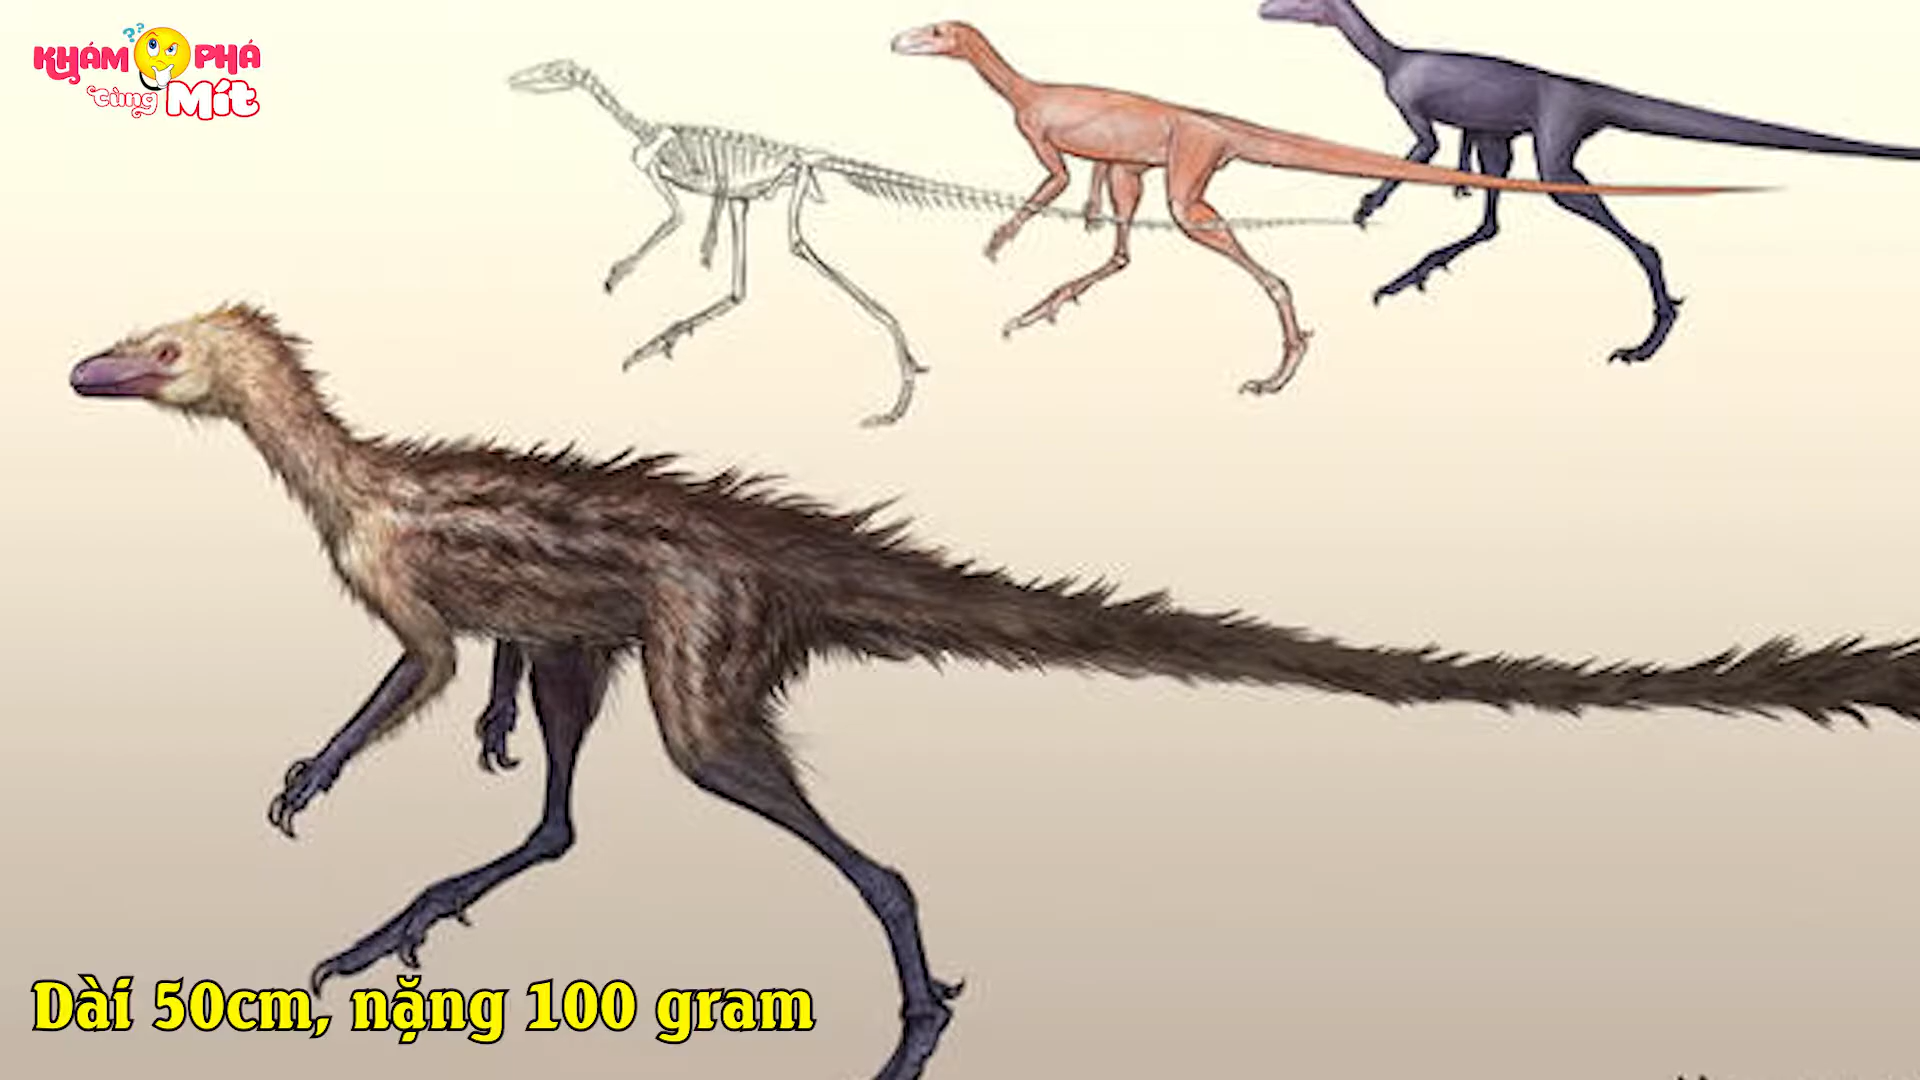 KHÁM PHÁ
cùng Mít
Dài 50cm, nặng 100 gram